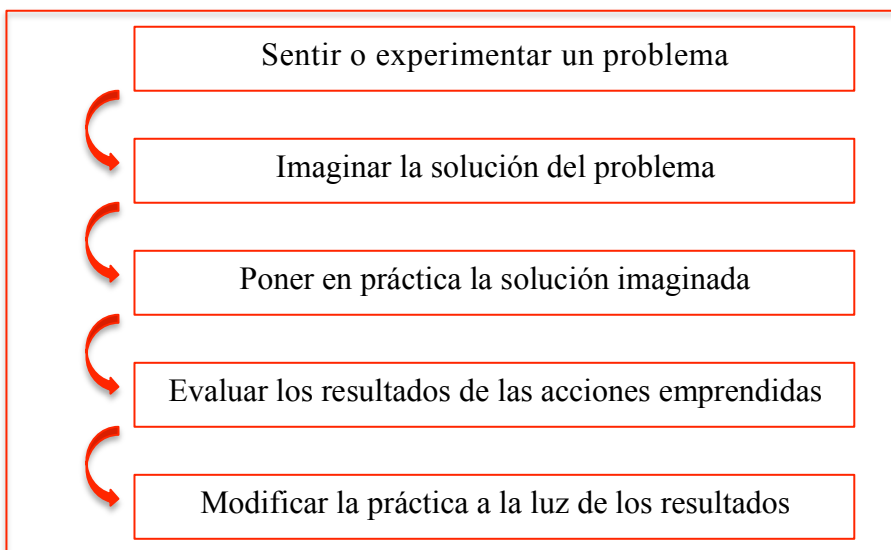 Sentir o experimentar un problema
Imaginar la solución del problema
Poner en práctica la solución imaginada
Evaluar los resultados de las acciones emprendidas
Modificar la práctica a la luz de los resultados